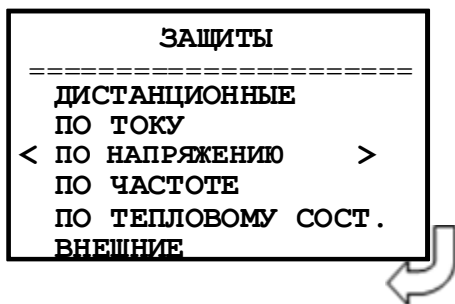 ЗАЩИТЫ
======================
ДИСТАНЦИОННЫЕ
ПО ТОКУ
< ПО НАПРЯЖЕНИЮ >
ПО ЧАСТОТЕ
ПО ТЕПЛОВОМУ СОСТ.
ВНЕШНИЕ